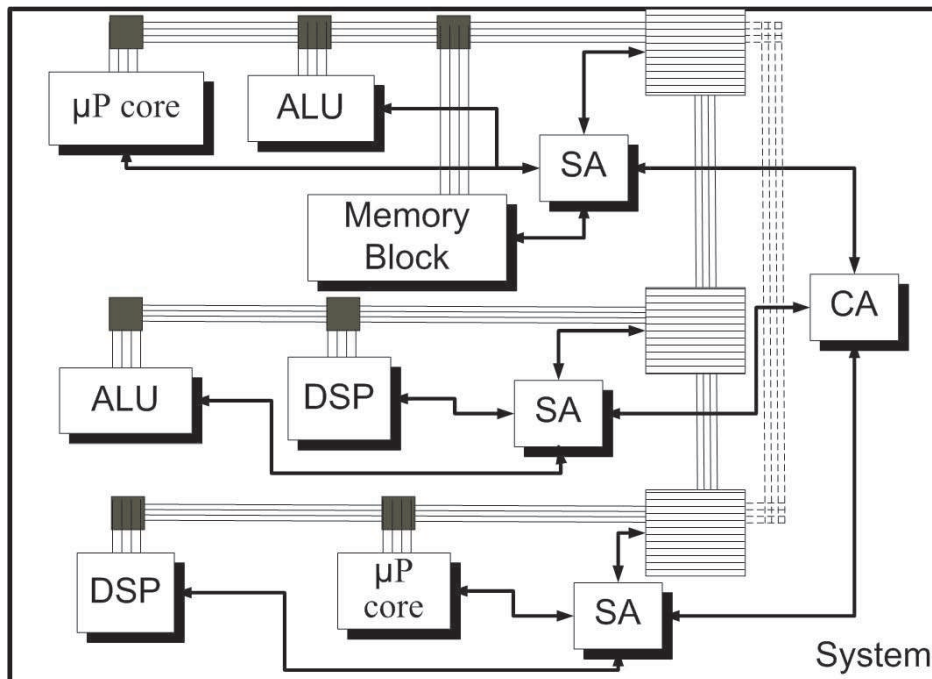 µP core
ALU
SA
Memory
Block
CA
ALU
DSP
SA
DSP
µP
core
SA
System